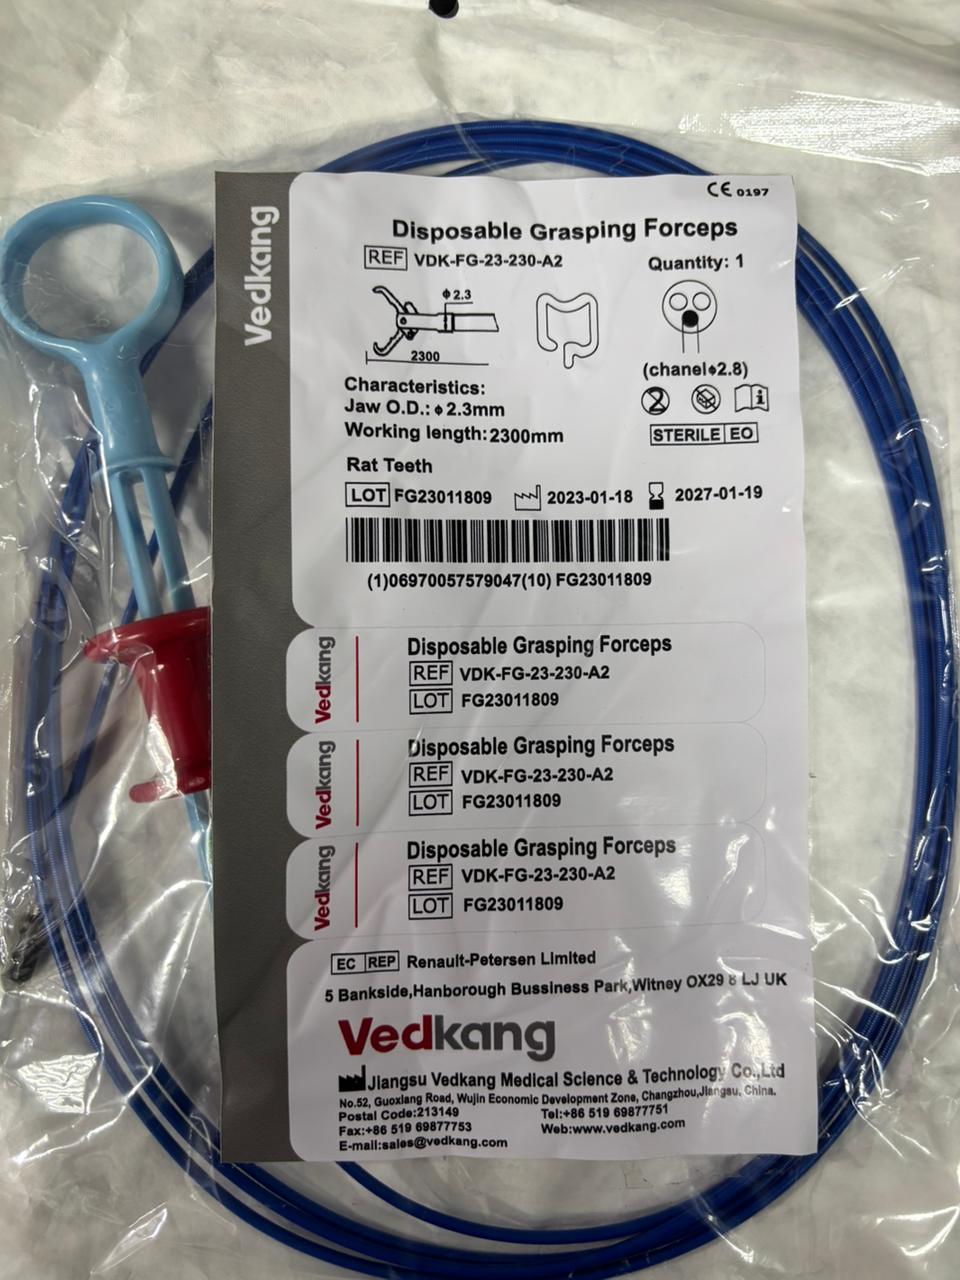 Vedkang
CE 0197
Disposable Grasping Forceps
REF VDK-FG-23-230-A2
Quantity: 1
ϕ2.3
2300
(chanelϕ2.8)
Characteristics:
Jaw O.D.: ϕ2.3mm
Working length:2300mm
STERILE EO
Rat Teeth
LOT FG23011809 2023-01-18 2027-01-19
(1)06970057579047(10) FG23011809
Vedkang
Disposable Grasping Forceps
REF VDK-FG-23-230-A2
LOT FG23011809
Vedkang
Disposable Grasping Forceps
REF VDK-FG-23-230-A2
LOT FG23011809
Vedkang
Disposable Grasping Forceps
REF VDK-FG-23-230-A2
LOT FG23011809
EC REP Renault-Petersen Limited
5 Bankside,Hanborough Bussiness Park,Witney OX29 8 LJ UK
Vedkang
Jiangsu Vedkang Medical Science & Technology Co.,Ltd
No.52, Guoxiang Road, Wujin Economic Development Zone, Changzhou,Jiangsu, China.
Postal Code:213149 Tel:+86 519 69877751
Fax:+86 519 69877753 Web:www.vedkang.com
E-mail:sales@vedkang.com